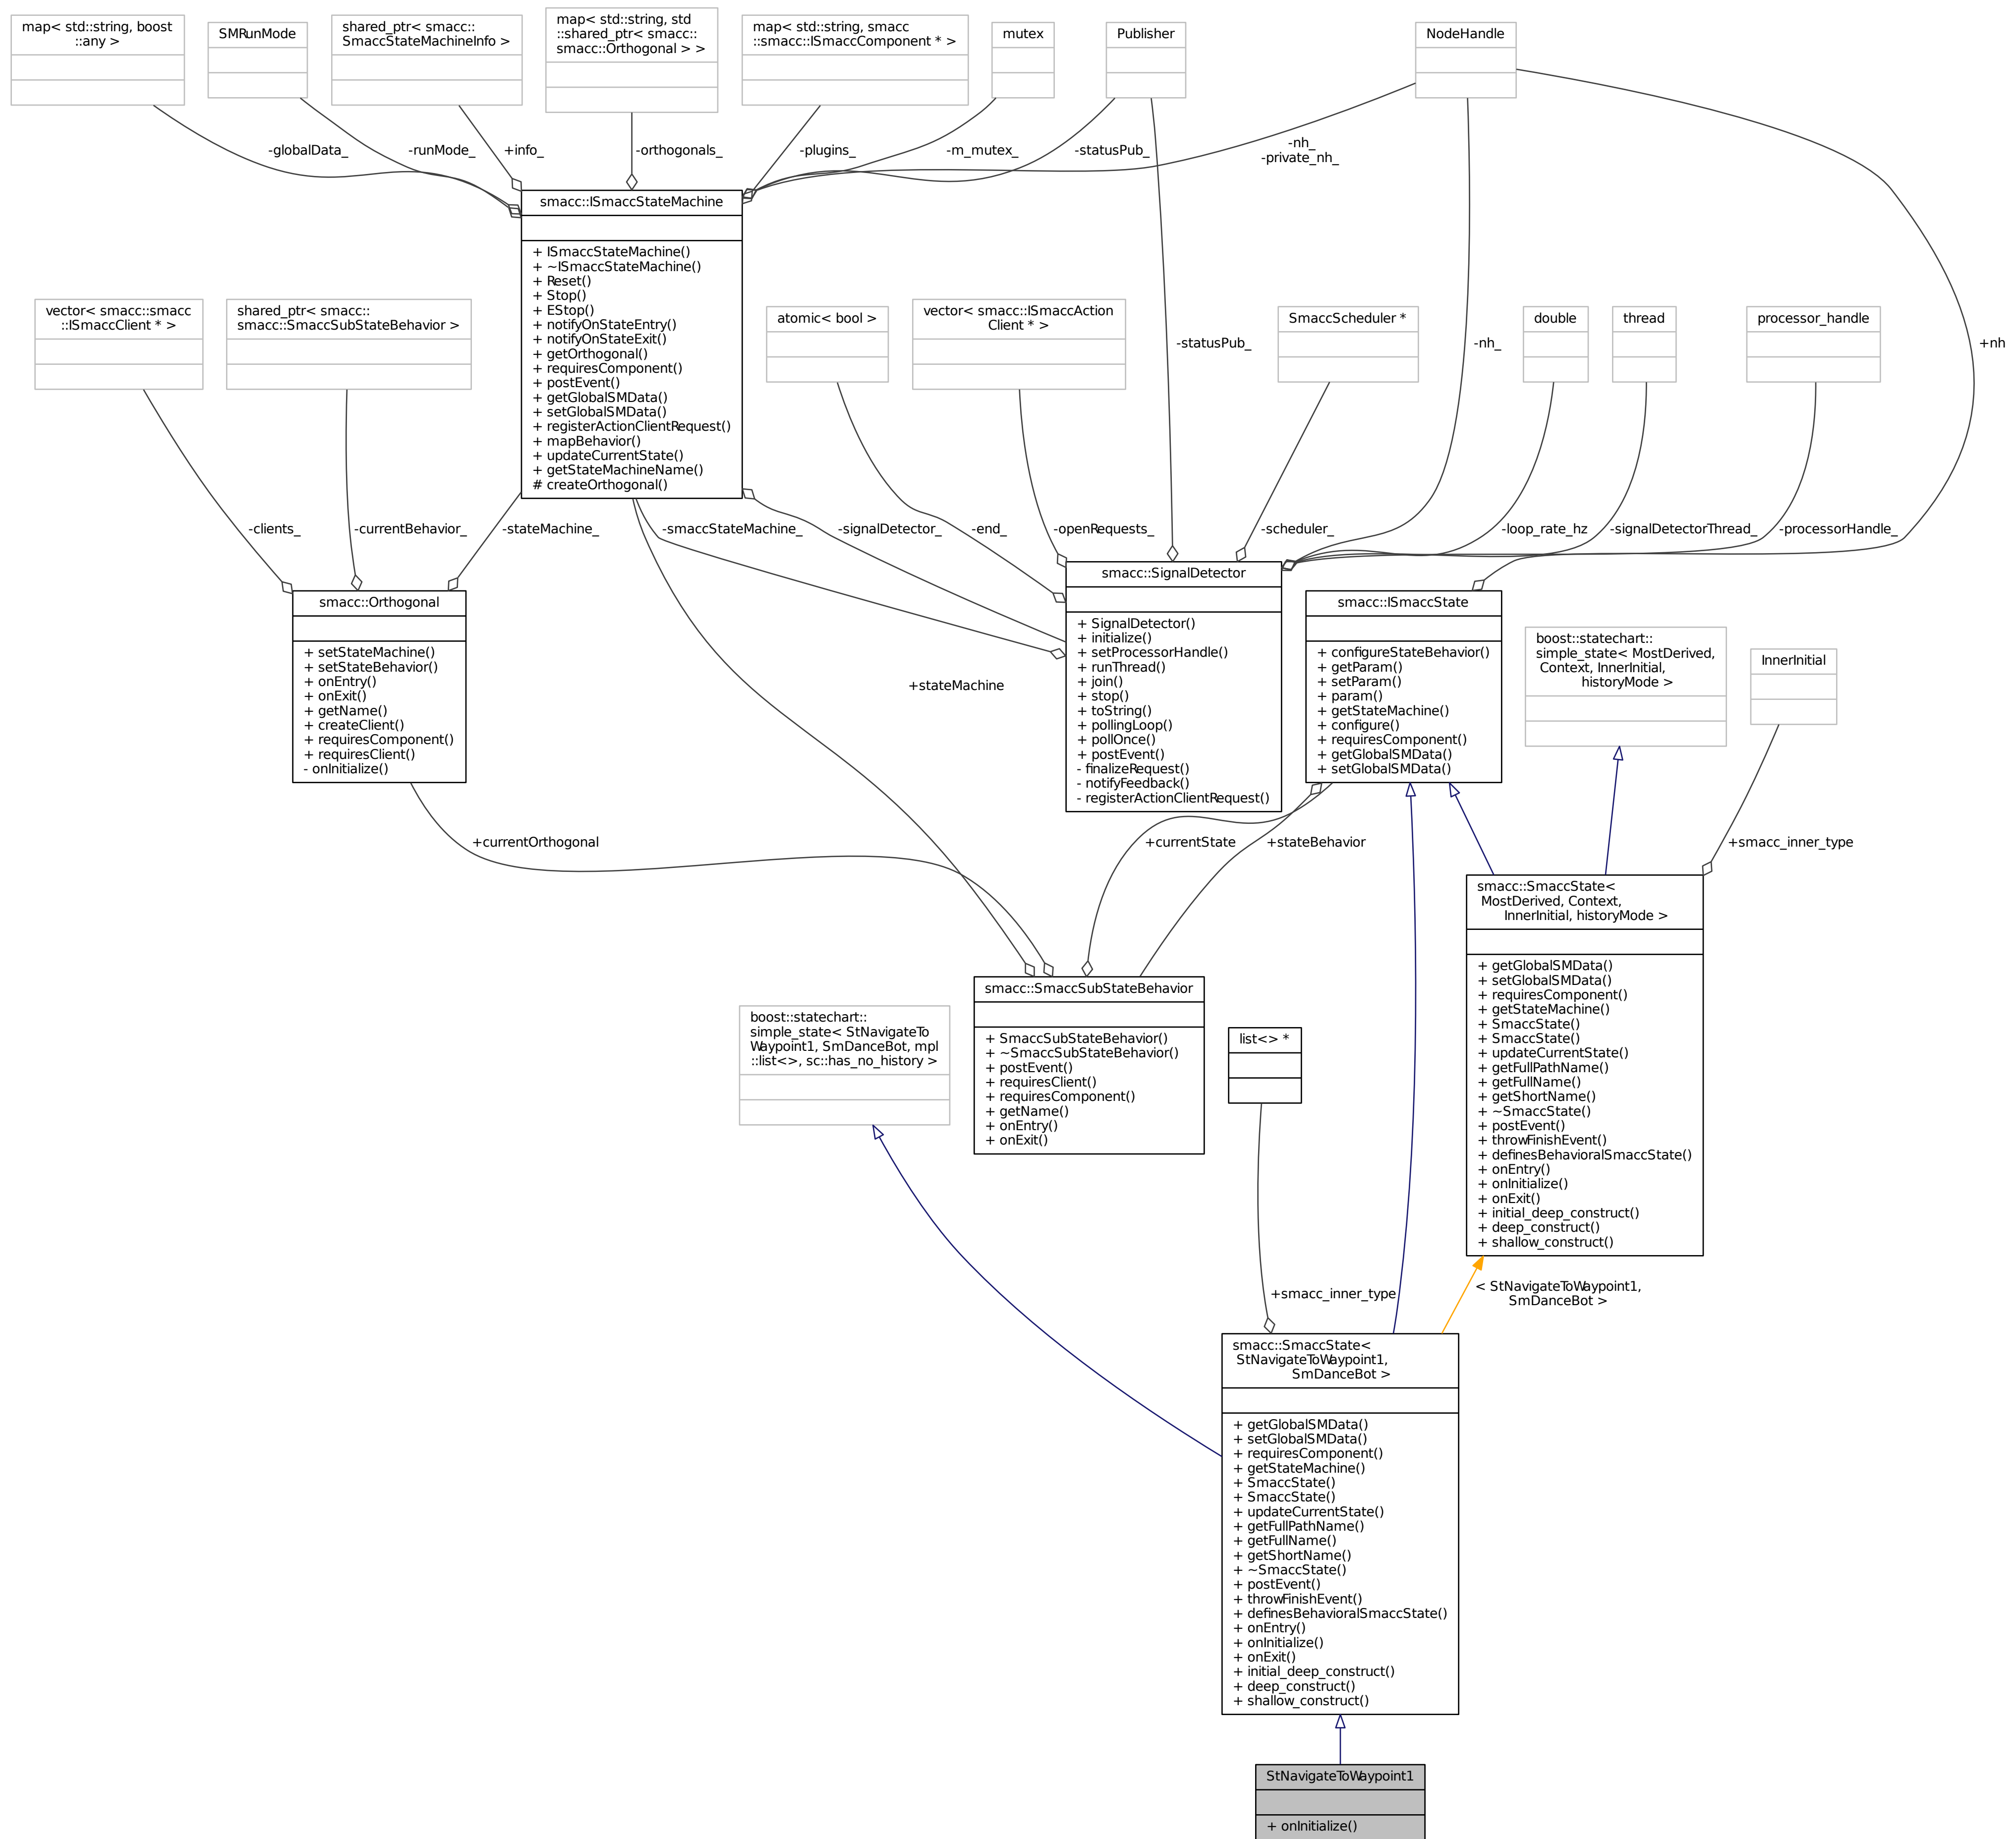 map< std::string, boost
::any >
SMRunMode
shared_ptr< smacc::
SmaccStateMachineInfo >
map< std::string, std
::shared_ptr< smacc::
smacc::Orthogonal > >
map< std::string, smacc
::smacc::ISmaccComponent * >
mutex
Publisher
NodeHandle
-globalData_
-runMode_
+info_
-orthogonals_
-plugins_
-m_mutex_
-statusPub_
-nh_
-private_nh_
smacc::ISmaccStateMachine
+ ISmaccStateMachine()
+ ~ISmaccStateMachine()
+ Reset()
+ Stop()
+ EStop()
+ notifyOnStateEntry()
+ notifyOnStateExit()
+ getOrthogonal()
+ requiresComponent()
+ postEvent()
+ getGlobalSMData()
+ setGlobalSMData()
+ registerActionClientRequest()
+ mapBehavior()
+ updateCurrentState()
+ getStateMachineName()
# createOrthogonal()
vector< smacc::smacc
::ISmaccClient * >
shared_ptr< smacc::
smacc::SmaccSubStateBehavior >
atomic< bool >
vector< smacc::ISmaccAction
Client * >
SmaccScheduler *
double
thread
processor_handle
-statusPub_
-nh_
+nh
-clients_
-currentBehavior_
-stateMachine_
-smaccStateMachine_
-signalDetector_
-end_
-openRequests_
-scheduler_
-loop_rate_hz
-signalDetectorThread_
-processorHandle_
smacc::Orthogonal
+ setStateMachine()
+ setStateBehavior()
+ onEntry()
+ onExit()
+ getName()
+ createClient()
+ requiresComponent()
+ requiresClient()
- onInitialize()
smacc::SignalDetector
+ SignalDetector()
+ initialize()
+ setProcessorHandle()
+ runThread()
+ join()
+ stop()
+ toString()
+ pollingLoop()
+ pollOnce()
+ postEvent()
- finalizeRequest()
- notifyFeedback()
- registerActionClientRequest()
smacc::ISmaccState
+ configureStateBehavior()
+ getParam()
+ setParam()
+ param()
+ getStateMachine()
+ configure()
+ requiresComponent()
+ getGlobalSMData()
+ setGlobalSMData()
boost::statechart::
simple_state< MostDerived,
Context, InnerInitial,
historyMode >
InnerInitial
+stateMachine
+currentOrthogonal
+currentState
+stateBehavior
+smacc_inner_type
smacc::SmaccState<
MostDerived, Context,
InnerInitial, historyMode >
+ getGlobalSMData()
+ setGlobalSMData()
+ requiresComponent()
+ getStateMachine()
+ SmaccState()
+ SmaccState()
+ updateCurrentState()
+ getFullPathName()
+ getFullName()
+ getShortName()
+ ~SmaccState()
+ postEvent()
+ throwFinishEvent()
+ definesBehavioralSmaccState()
+ onEntry()
+ onInitialize()
+ onExit()
+ initial_deep_construct()
+ deep_construct()
+ shallow_construct()
smacc::SmaccSubStateBehavior
+ SmaccSubStateBehavior()
+ ~SmaccSubStateBehavior()
+ postEvent()
+ requiresClient()
+ requiresComponent()
+ getName()
+ onEntry()
+ onExit()
boost::statechart::
simple_state< StNavigateTo
Waypoint1, SmDanceBot, mpl
::list<>, sc::has_no_history >
list<> *
+smacc_inner_type
< StNavigateToWaypoint1,
SmDanceBot >
smacc::SmaccState<
StNavigateToWaypoint1,
SmDanceBot >
+ getGlobalSMData()
+ setGlobalSMData()
+ requiresComponent()
+ getStateMachine()
+ SmaccState()
+ SmaccState()
+ updateCurrentState()
+ getFullPathName()
+ getFullName()
+ getShortName()
+ ~SmaccState()
+ postEvent()
+ throwFinishEvent()
+ definesBehavioralSmaccState()
+ onEntry()
+ onInitialize()
+ onExit()
+ initial_deep_construct()
+ deep_construct()
+ shallow_construct()
StNavigateToWaypoint1
+ onInitialize()